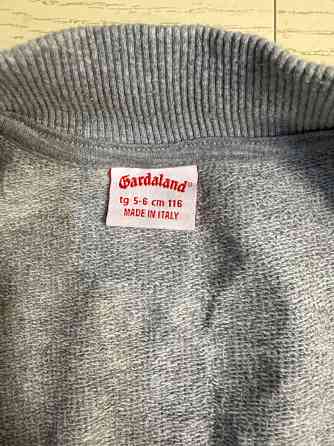 Gardaland®
tg 5-6 cm 116
MADE IN ITALY